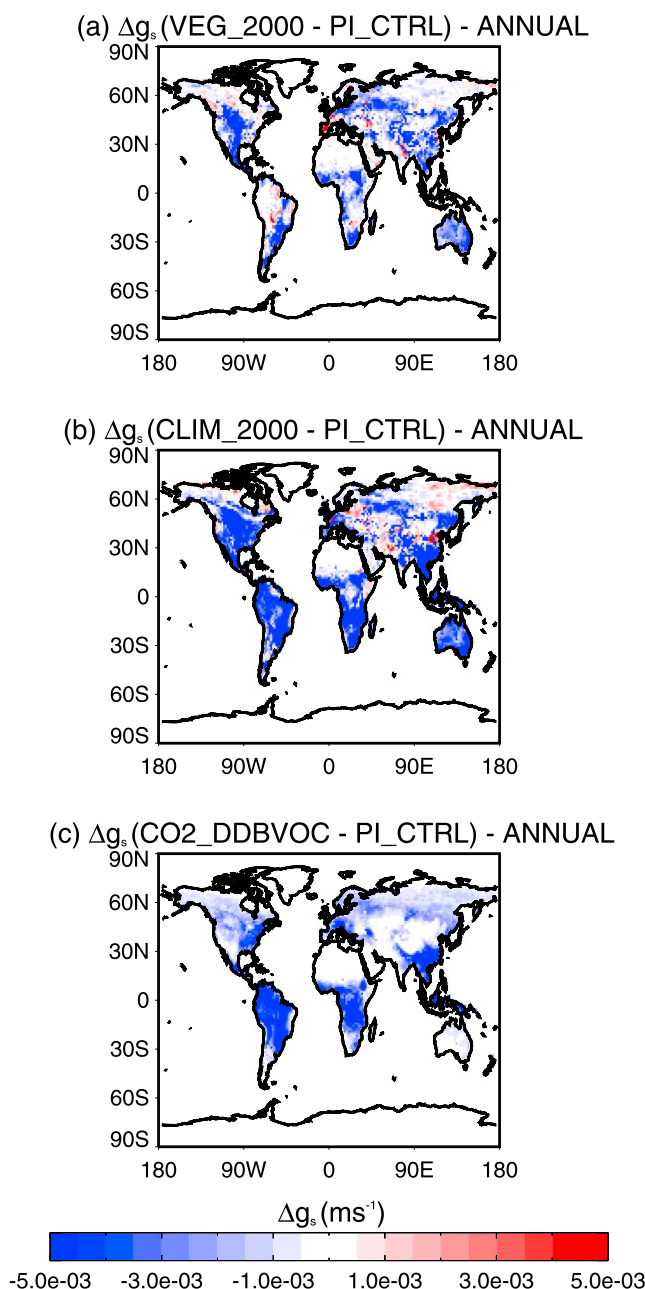 (a) Δgs (VEG_2000 - PI_CTRL) - ANNUAL
90N
60N
30N
0
30S
60S
90S
180 90W 0 90E 180
(b) Δgs (CLIM_2000 - PI_CTRL) - ANNUAL
90N
60N
30N
0
30S
60S
90S
180 90W 0 90E 180
(c) Δgs (CO2_DDBVOC - PI_CTRL) - ANNUAL
90N
60N
30N
0
30S
60S
90S
180 90W 0 90E 180
Δgs (ms-1)
-5.0e-03 -3.0e-03 -1.0e-03 1.0e-03 3.0e-03 5.0e-03